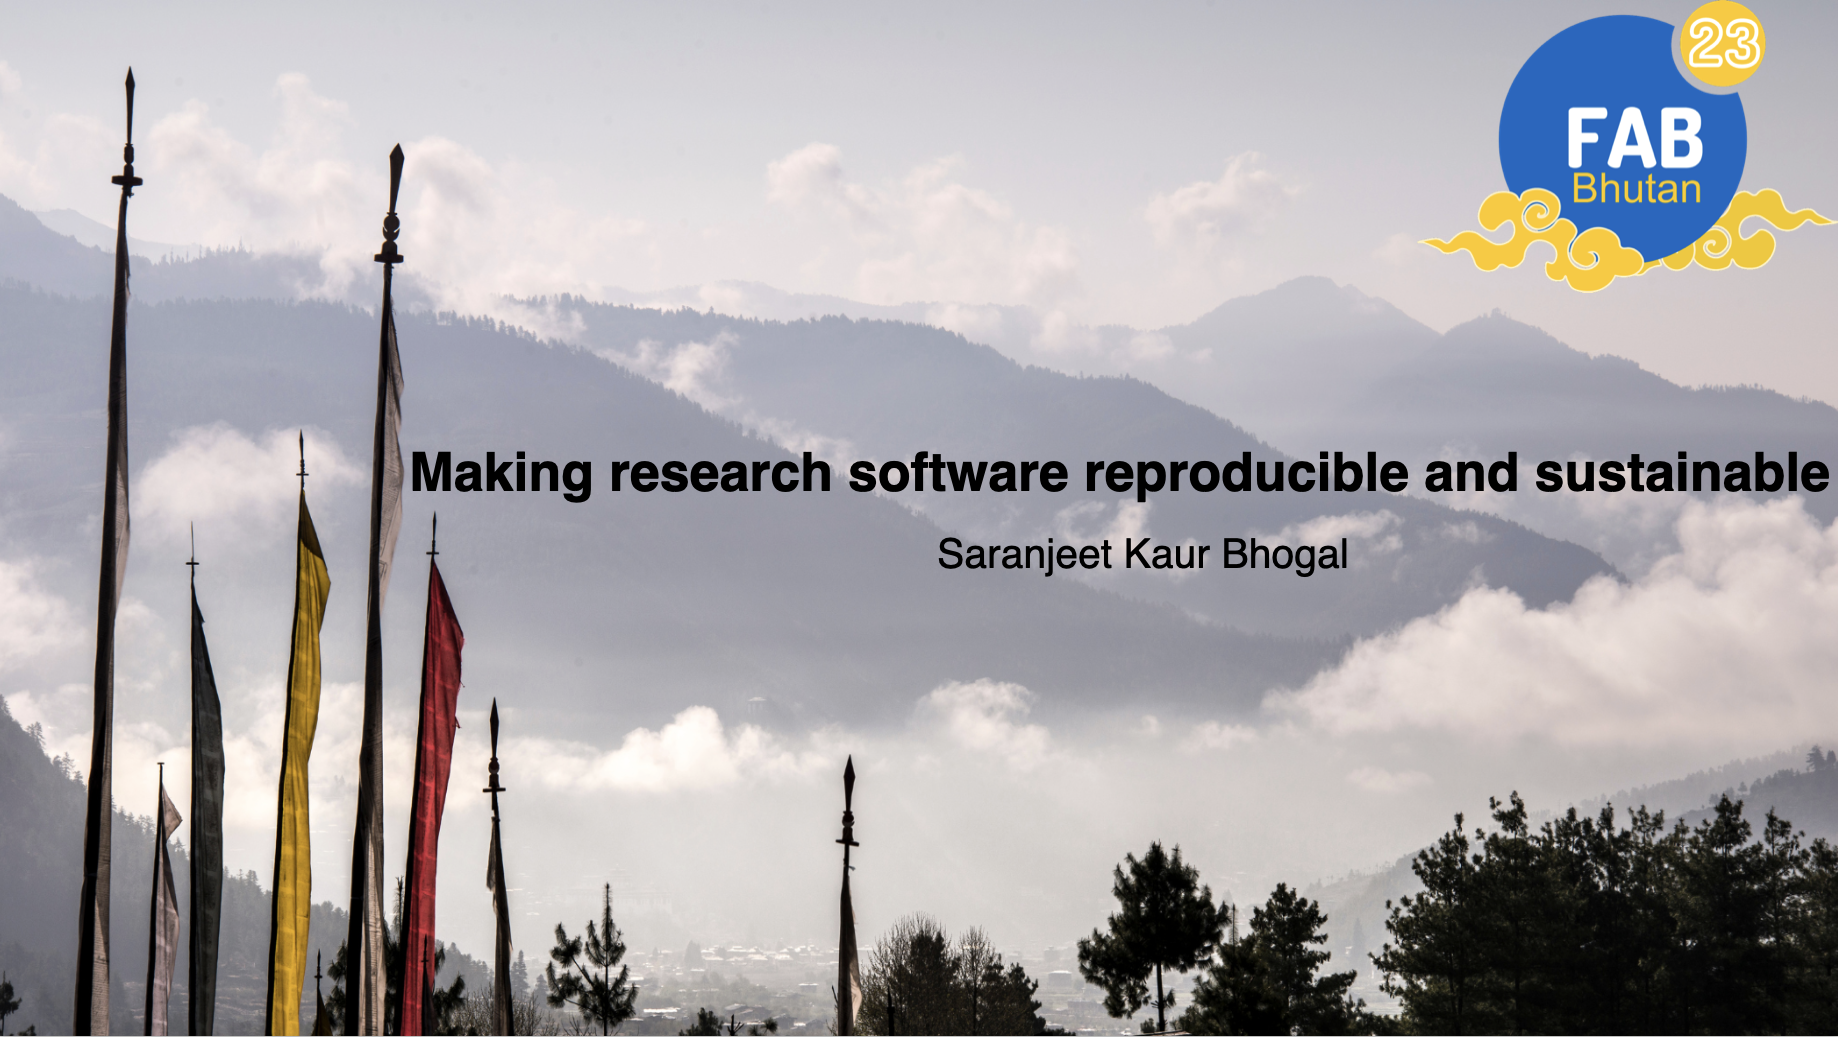 23
FAB
Bhutan
Making research software reproducible and sustainable
Saranjeet Kaur Bhogal